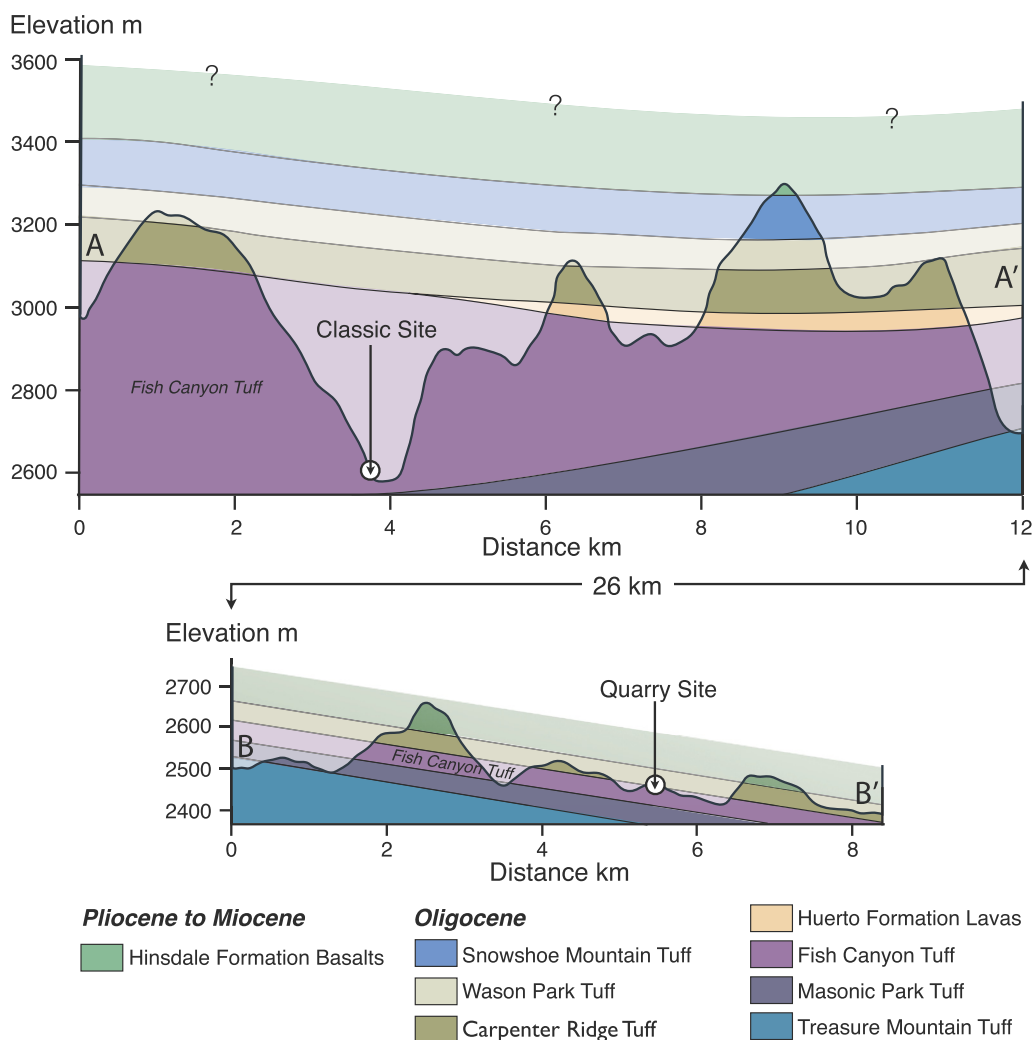 Elevation m
3600
3400
3200
3000
2800
2600
?
?
?
A
A′
Classic Site
Fish Canyon Tuff
0 2 4 6 8 10 12
Distance km
26 km
Elevation m
2700
2600
2500
2400
Quarry Site
B
Fish Canyon Tuff
B′
0 2 4 6 8
Distance km
Pliocene to Miocene
Hinsdale Formation Basalts
Oligocene
Snowshoe Mountain Tuff
Wason Park Tuff
Carpenter Ridge Tuff
Huerto Formation Lavas
Fish Canyon Tuff
Masonic Park Tuff
Treasure Mountain Tuff